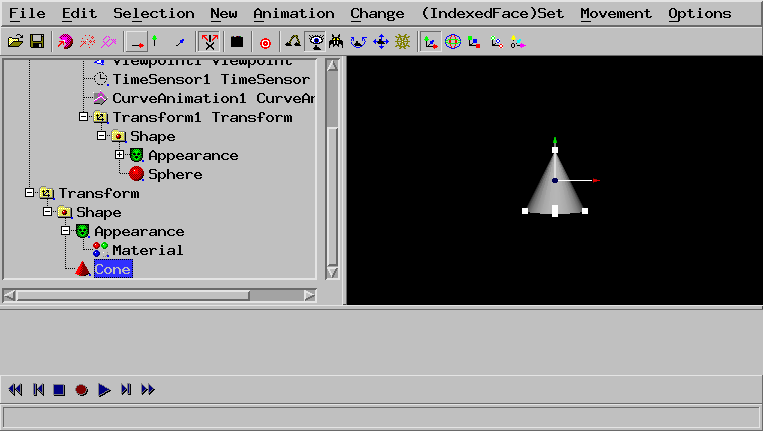 File Edit Selection New Animation Change (IndexedFace)Set Movement Options
Viewpoint1 Viewpoint
TimeSensor1 TimeSensor
CurveAnimation1 CurveAn
Transform1 Transform
Shape
Appearance
Sphere
Transform
Shape
Appearance
Material
Cone